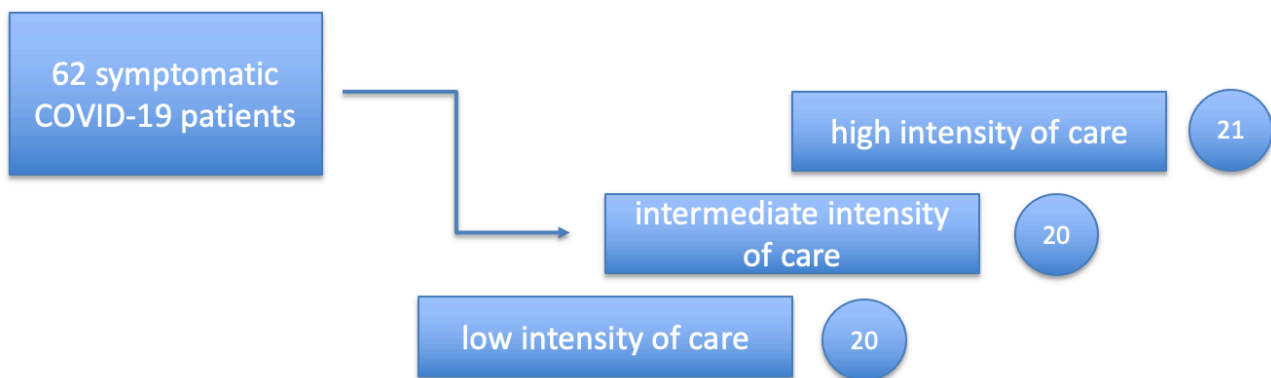 62 symptomatic
COVID-19 patients
high intensity of care
21
intermediate intensity
of care
20
low intensity of care
20